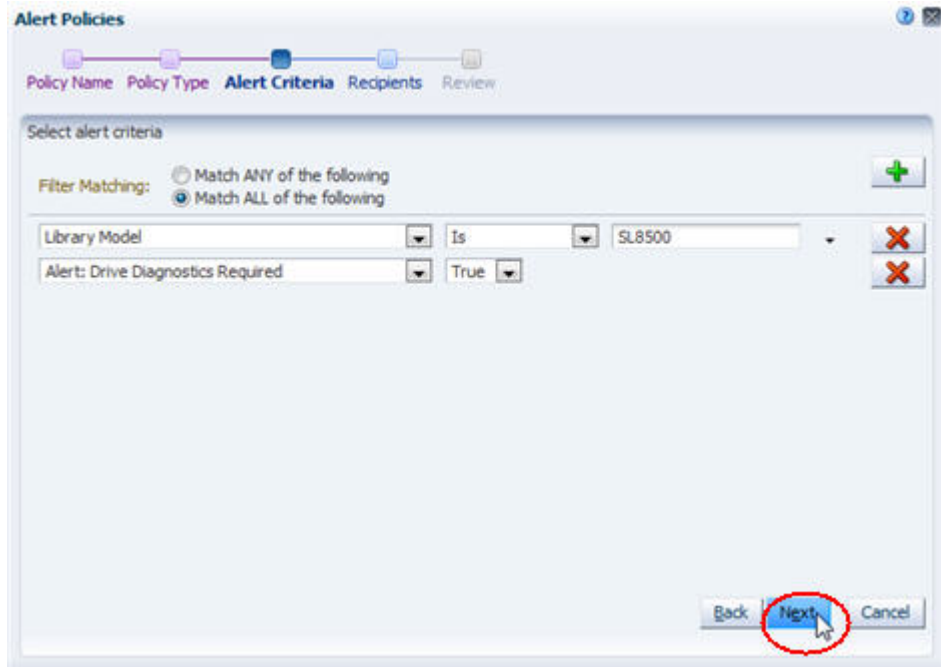 Alert Policies
Policy Name Policy Type Alert Criteria Recipients Review
Select alert criteria
Filter Matching:
Match ANY of the following
Match ALL of the following
Library Model Is SL8500
Alert: Drive Diagnostics Required True
Back Next Cancel